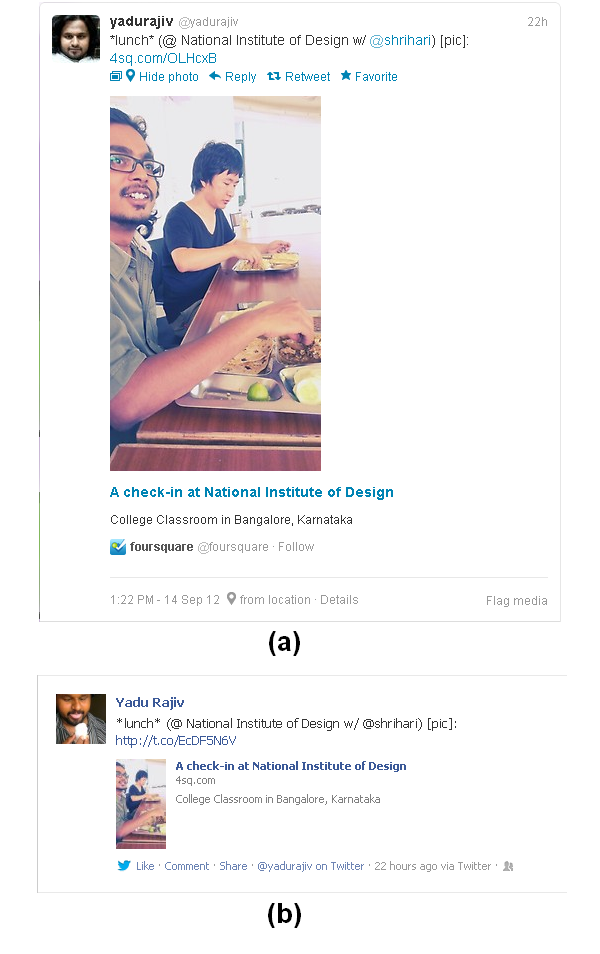 yadurajiv @yadurajiv 22h
*lunch* (@ National Institute of Design w/ @shrihari) [pic]:
4sq.com/OLHcxB
Hide photo Reply Retweet Favorite
A check-in at National Institute of Design
College Classroom in Bangalore, Karnataka
foursquare @foursquare · Follow
1:22 PM - 14 Sep 12 from location · Details Flag media
(a)
Yadu Rajiv
*lunch* (@ National Institute of Design w/ @shrihari) [pic]:
http://t.co/EcDF5N6V
A check-in at National Institute of Design
4sq.com
College Classroom in Bangalore, Karnataka
Like · Comment · Share · @yadurajiv on Twitter · 22 hours ago via Twitter ·
(b)